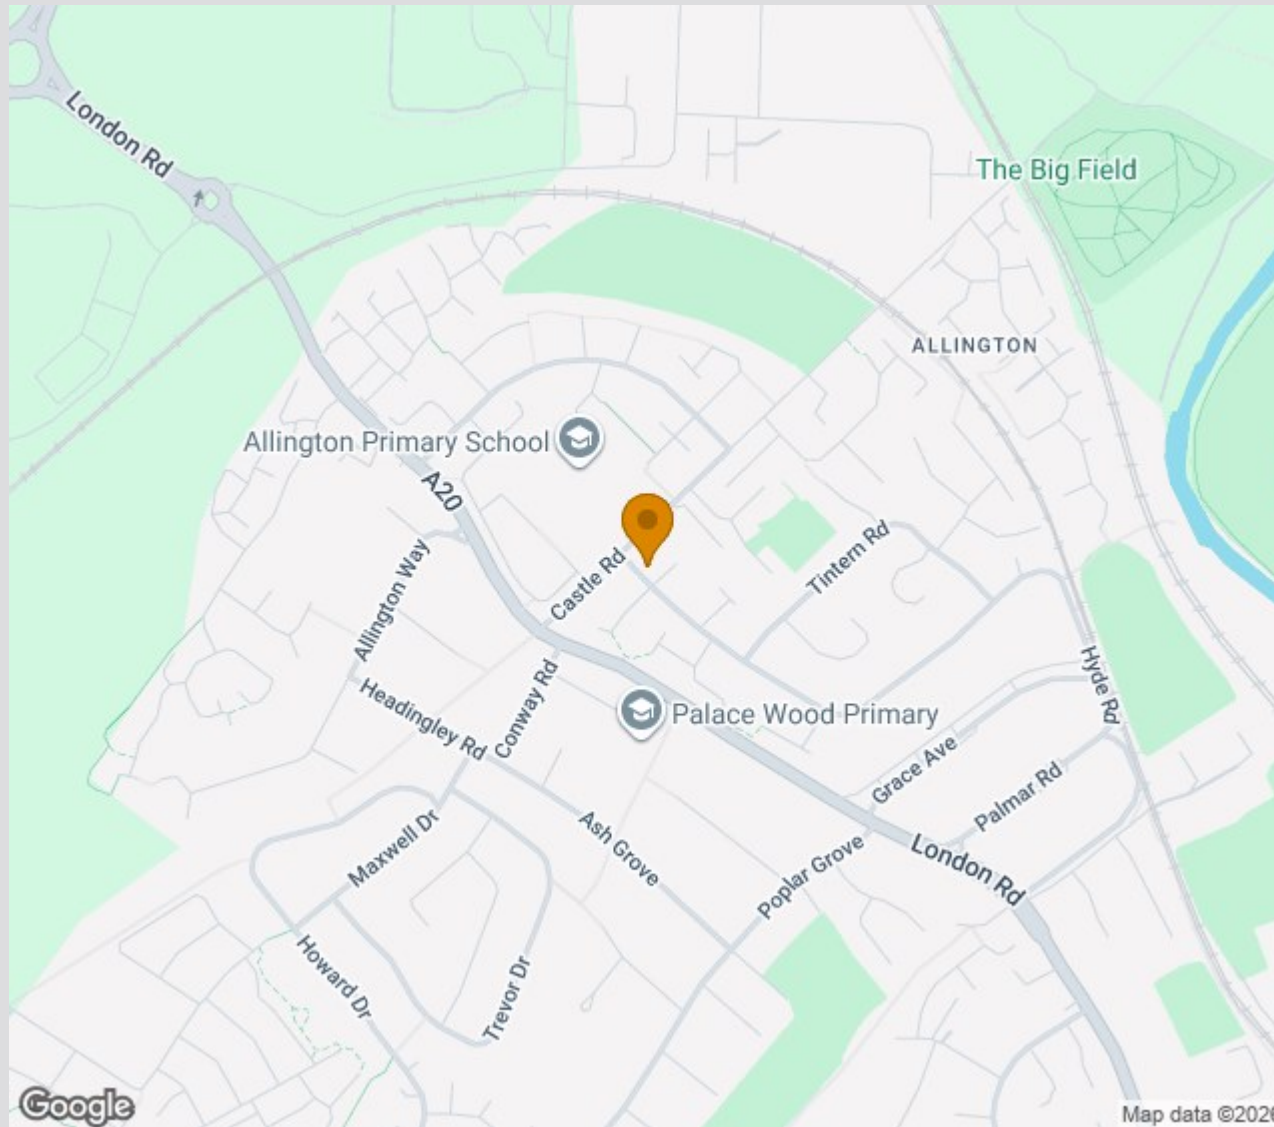 London Rd
The Big Field
ALLINGTON
Allington Primary School
A20
Tintern Rd
Castle Rd
Allington Way
Hyde Rd
Conway Rd
Headingley Rd
Palace Wood Primary
Grace Ave
Palmar Rd
Maxwell Dr
Ash Grove
Poplar Grove
London Rd
Howard Dr
Trevor Dr
Google
Map data ©2026